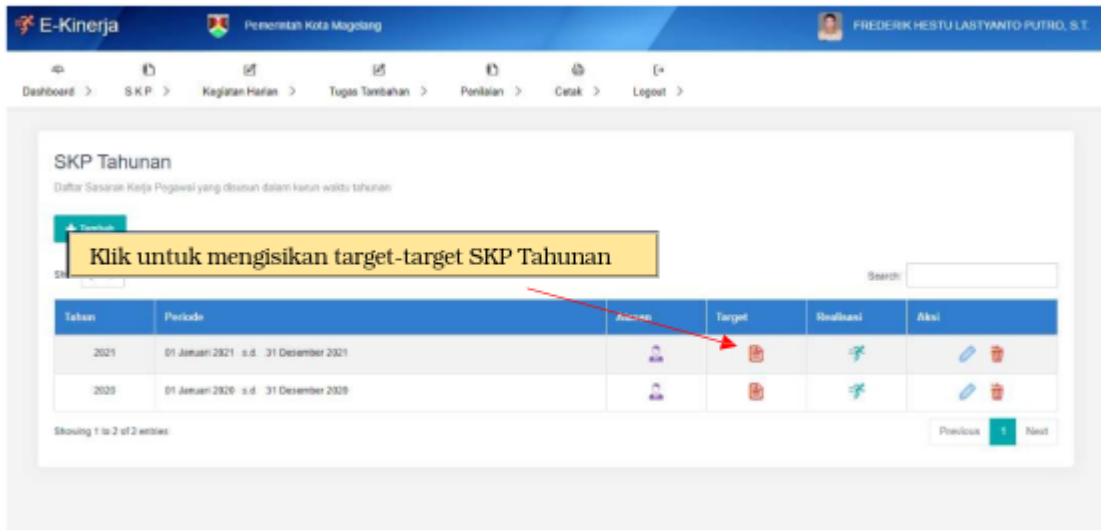 E-Kinerja
Pemerintah Kota Magelang
FREDERIK HESTU LASTYANTO PUTRO, S.T.
Dashboard >
S K P >
Kegiatan Harian >
Tugas Tambahan >
Penilaian >
Cetak >
Logout >
SKP Tahunan
Daftar Sasaran Kerja Pegawai yang disusun dalam kurun waktu tahunan
Klik untuk mengisikan target-target SKP Tahunan
Search:
Tahun Periode Target Realisasi Aksi
2021 01 Januari 2021 s.d. 31 Desember 2021
2020 01 Januari 2020 s.d. 31 Desember 2020
Showing 1 to 2 of 2 entries
Previous 1 Next